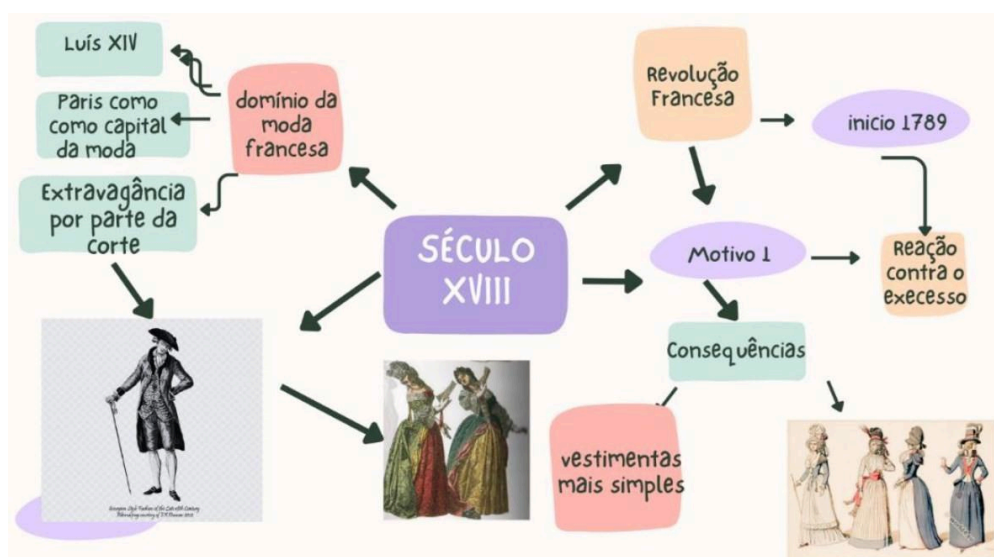 Luís XIV
Paris como
como capital
da moda
Extravagância
por parte da
corte
domínio da
moda
francesa
SÉCULO
XVIII
Revolução
Francesa
inicio 1789
Motivo 1
Reação
contra o
execesso
Consequências
vestimentas
mais simples